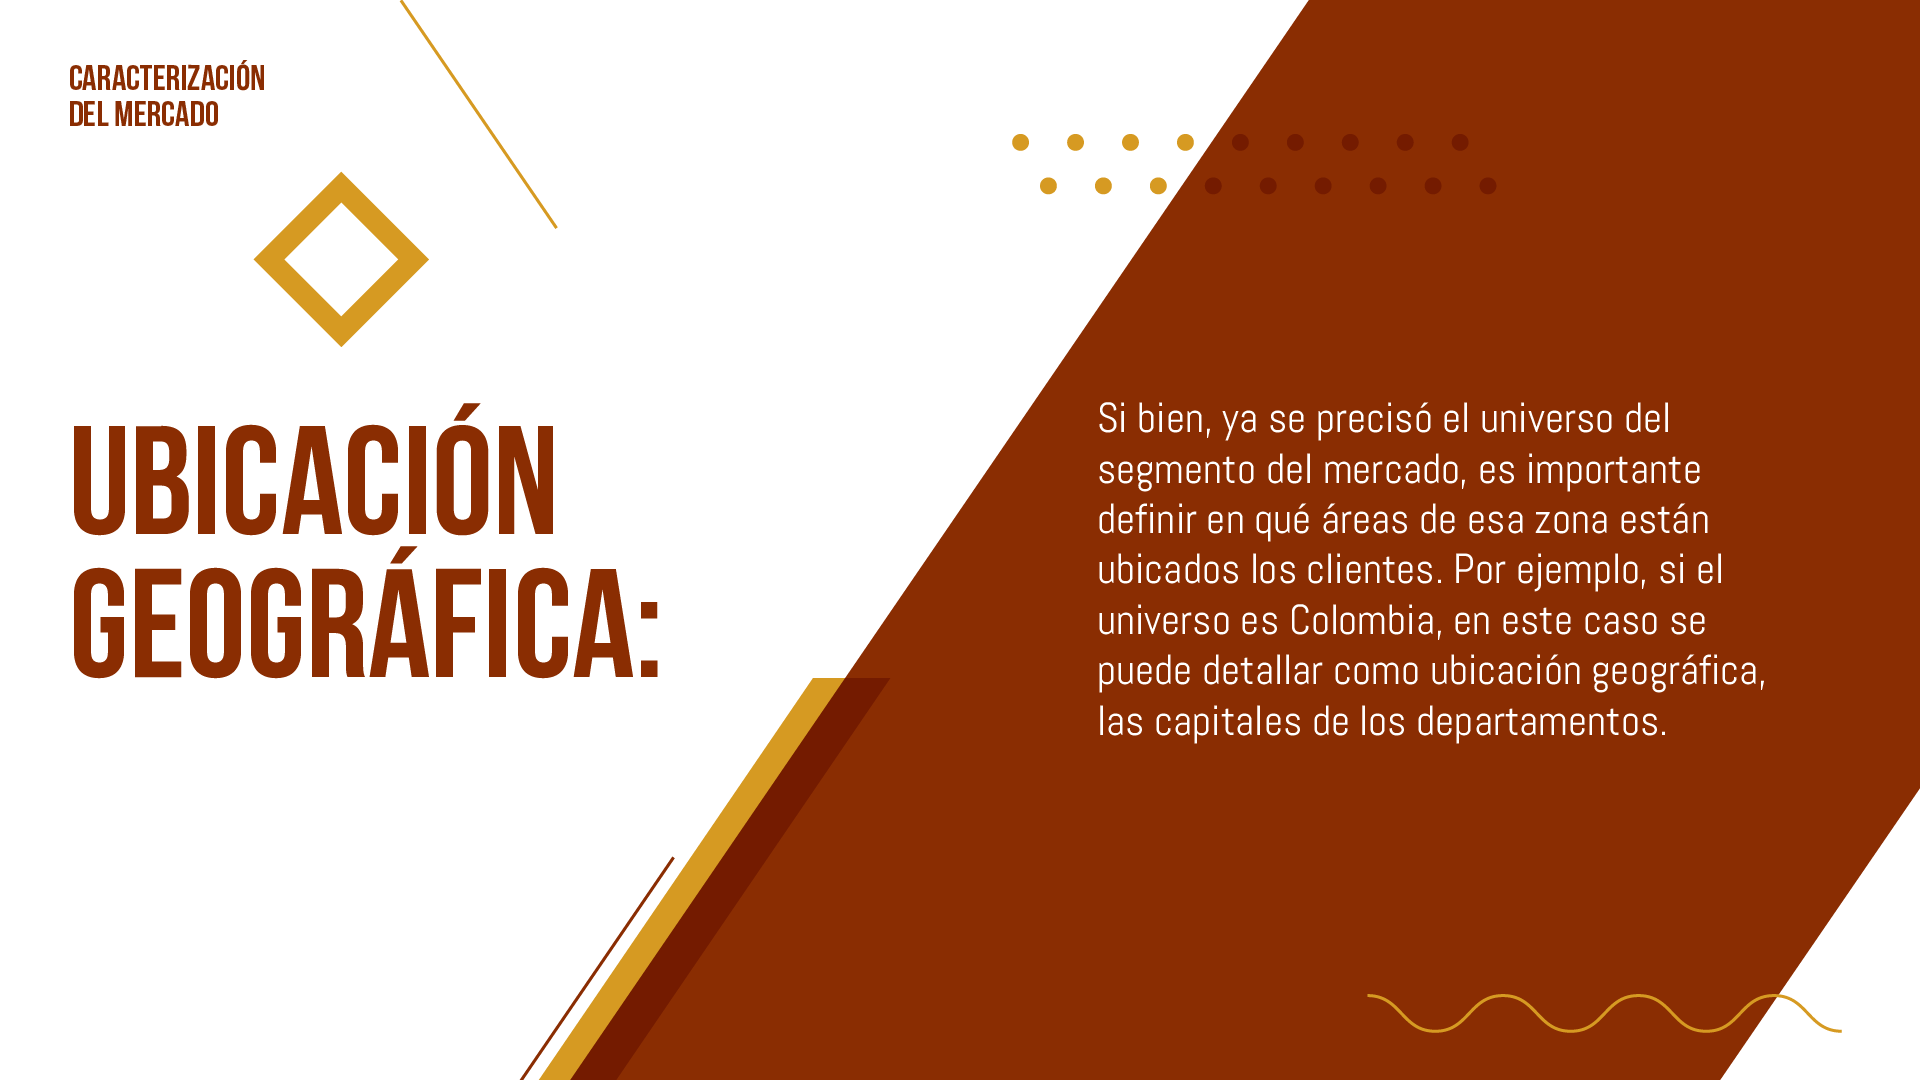 CARACTERIZACIÓN
DEL MERCADO
UBICACIÓN
GEOGRÁFICA:
Si bien, ya se precisó el universo del
segmento del mercado, es importante
definir en qué áreas de esa zona están
ubicados los clientes. Por ejemplo, si el
universo es Colombia, en este caso se
puede detallar como ubicación geográfica,
las capitales de los departamentos.